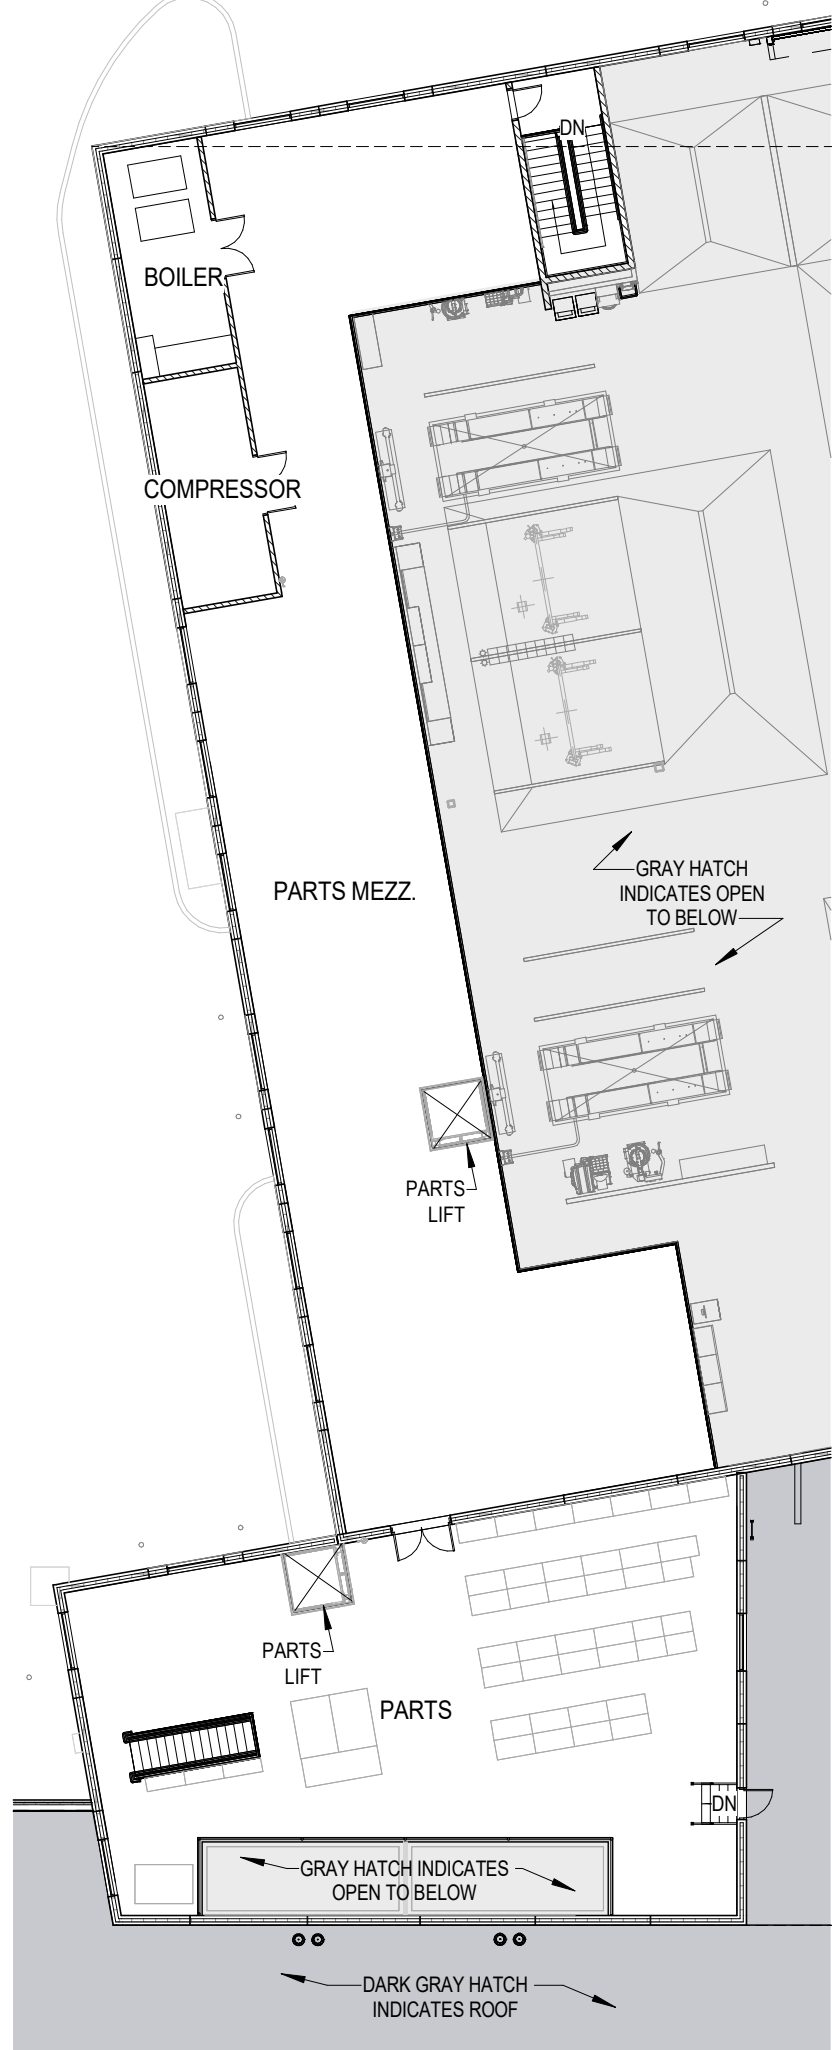 DN
BOILER
COMPRESSOR
GRAY HATCH
INDICATES OPEN
TO BELOW
PARTS MEZZ.
PARTS
LIFT
PARTS
LIFT
PARTS
DN
GRAY HATCH INDICATES
OPEN TO BELOW
DARK GRAY HATCH
INDICATES ROOF